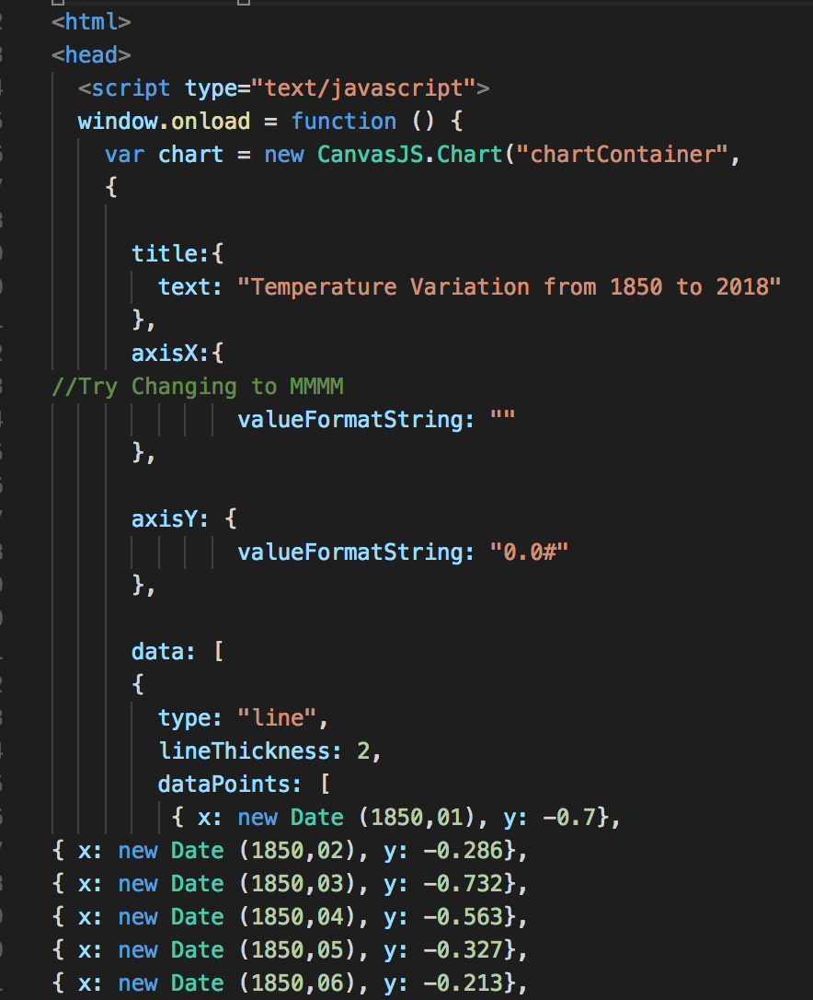 <html>
<head>
<script type="text/javascript">
window.onload = function () {
var chart = new CanvasJS.Chart("chartContainer",
{
title:{
text: "Temperature Variation from 1850 to 2018"
},
axisX:{
//Try Changing to MMMM
valueFormatString: ""
},
axisY: {
valueFormatString: "0.0#"
},
data: [
{
type: "line",
lineThickness: 2,
dataPoints: [
{ x: new Date (1850,01), y: -0.7},
{ x: new Date (1850,02), y: -0.286},
{ x: new Date (1850,03), y: -0.732},
{ x: new Date (1850,04), y: -0.563},
{ x: new Date (1850,05), y: -0.327},
{ x: new Date (1850,06), y: -0.213},